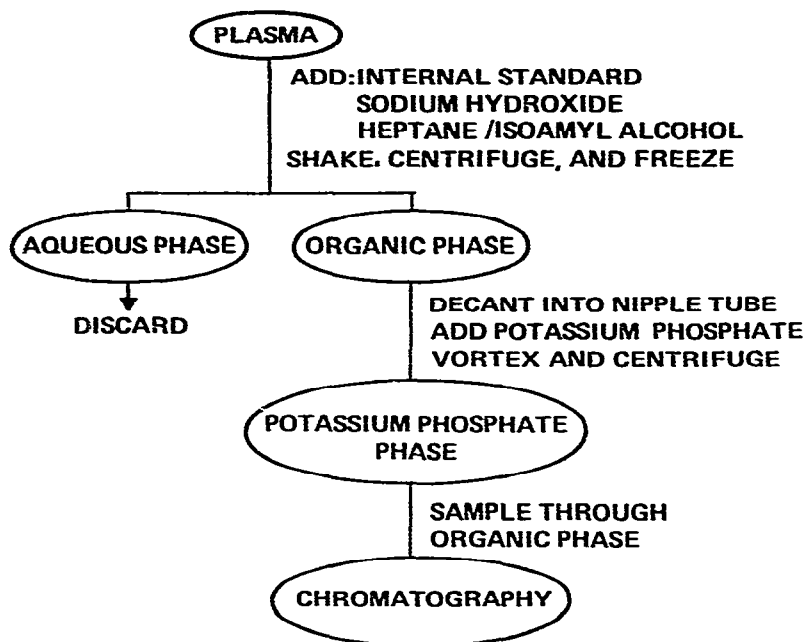 PLASMA
ADD:INTERNAL STANDARD
SODIUM HYDROXIDE
HEPTANE /ISOAMYL ALCOHOL
SHAKE. CENTRIFUGE, AND FREEZE
AQUEOUS PHASE
ORGANIC PHASE
DISCARD
DECANT INTO NIPPLE TUBE
ADD POTASSIUM PHOSPHATE
VORTEX AND CENTRIFUGE
POTASSIUM PHOSPHATE
PHASE
SAMPLE THROUGH
ORGANIC PHASE
CHROMATOGRAPHY